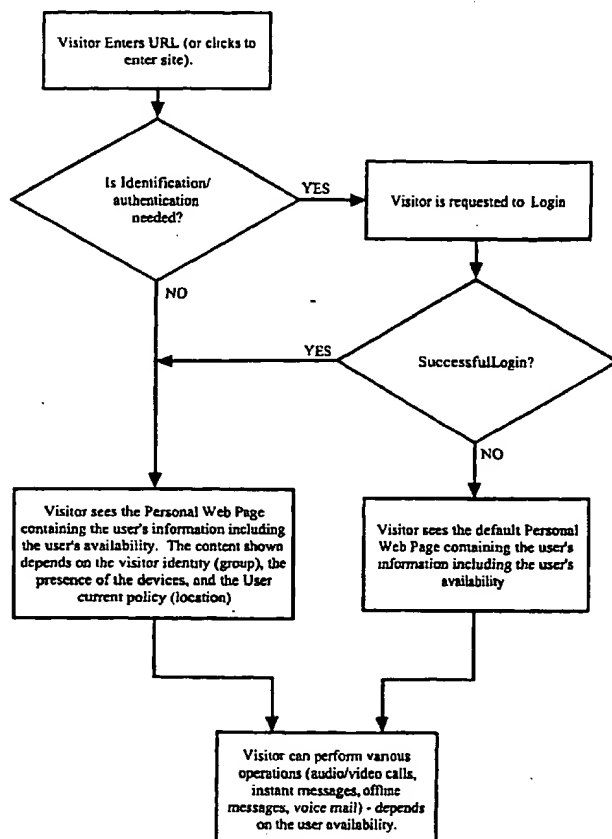 Visitor Enters URL (or clicks to
enter site).
Is Identification/
authentication
needed?
YES
Visitor is requested to Login
NO
YES
SuccessfulLogin?
NO
Visitor sees the Personal Web Page
containing the user's information including
the user's availability. The content shown
depends on the visitor identity (group), the
presence of the devices, and the User
current policy (location)
Visitor sees the default Personal
Web Page containing the user's
information including the user's
availability
Visitor can perform various
operations (audio/video calls,
instant messages, offline
messages, voice mail) - depends
on the user availability.